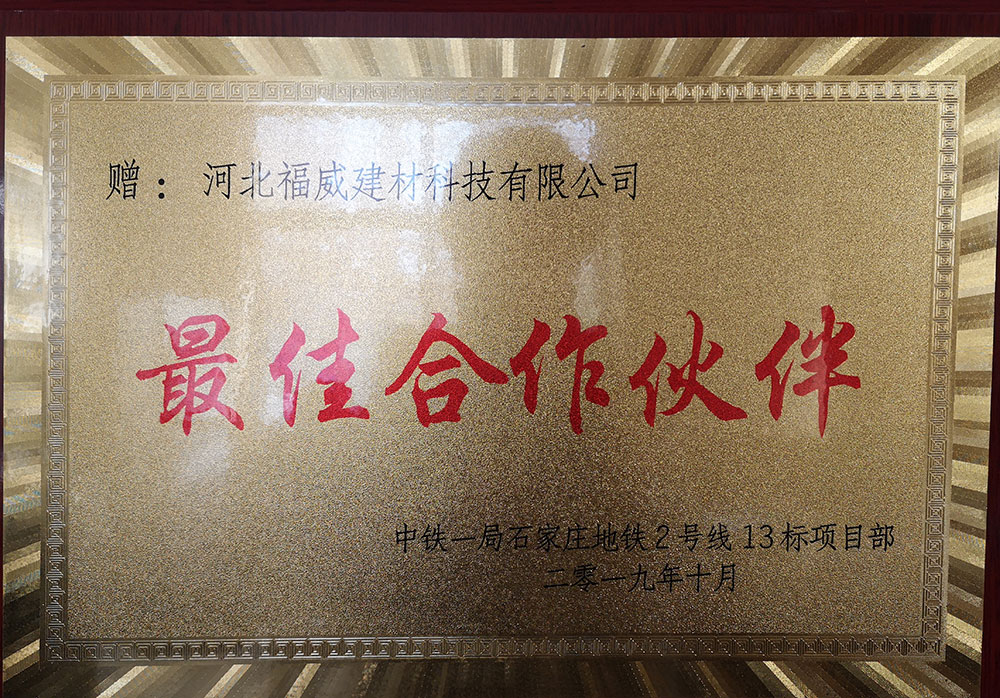 赠：河北福威建材科技有限公司
最佳合作伙伴
中铁一局石家庄地铁2号线13标项目部
二零一九年十月